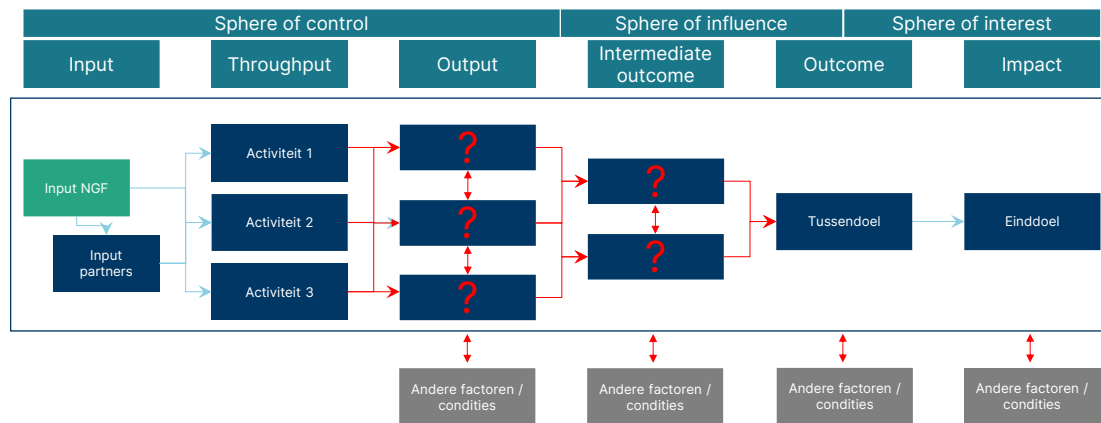 Sphere of control
Sphere of influence
Sphere of interest
Input
Throughput
Output
Intermediate
outcome
Outcome
Impact
Input NGF
Input
partners
Activiteit 1
Activiteit 2
Activiteit 3
?
?
?
?
?
Tussendoel
Einddoel
Andere factoren /
condities
Andere factoren /
condities
Andere factoren /
condities
Andere factoren /
condities